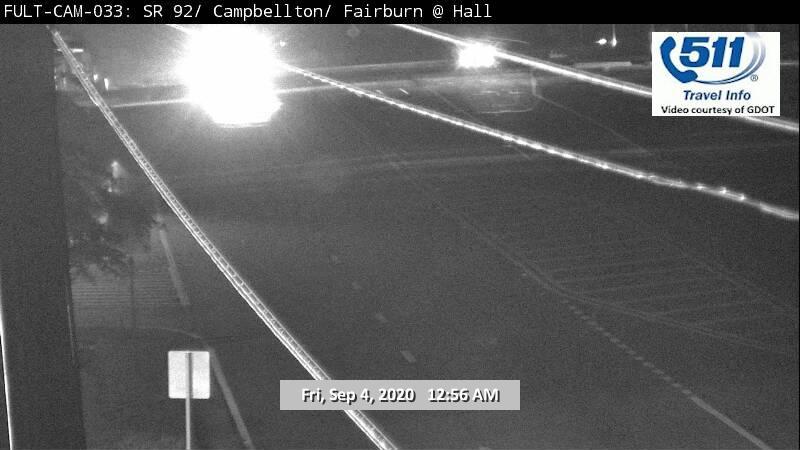 FULT-CAM-033: SR 92/ Campbellton/ Fairburn @ Hall
511
®
Travel Info
Video courtesy of GDOT
Fri, Sep 4, 2020 12:56 AM